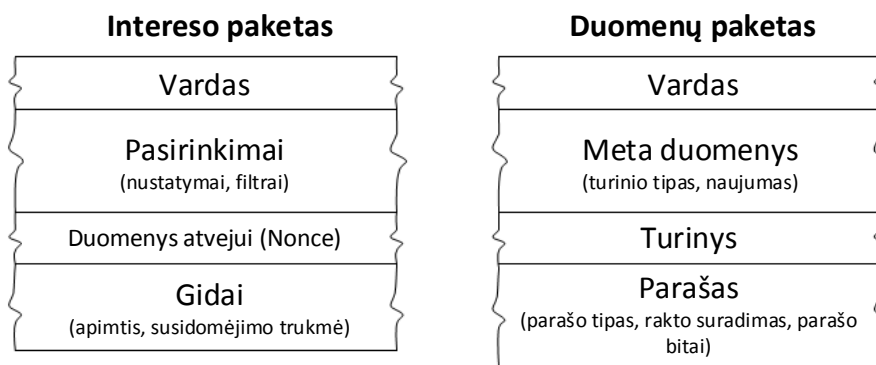 Intereso paketas
Vardas
Pasirinkimai
(nustatymai, filtrai)
Duomenys atvejui (Nonce)
Gidai
(apimtis, susidomėjimo trukmė)
Duomenų paketas
Vardas
Meta duomenys
(turinio tipas, naujumas)
Turinys
Parašas
(parašo tipas, rakto suradimas, parašo
bitai)